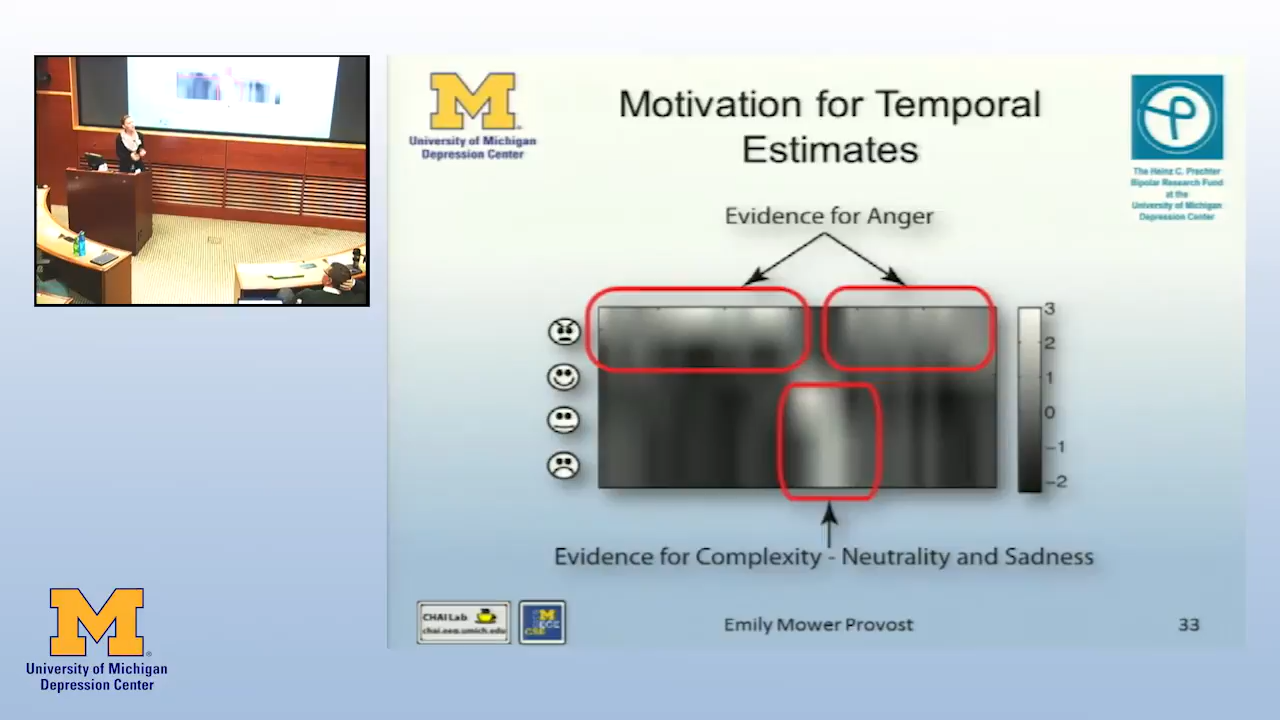 Motivation for Temporal
Estimates
University of Michigan
Depression Center
The Heinz C. Prechter
Bipolar Research Fund
at the
University of Michigan
Depression Center
Evidence for Anger
3
2
1
0
-1
-2
Evidence for Complexity - Neutrality and Sadness
CHAI Lab
chai.eecs.umich.edu
M
ECE
CSE
Emily Mower Provost
33
University of Michigan
Depression Center